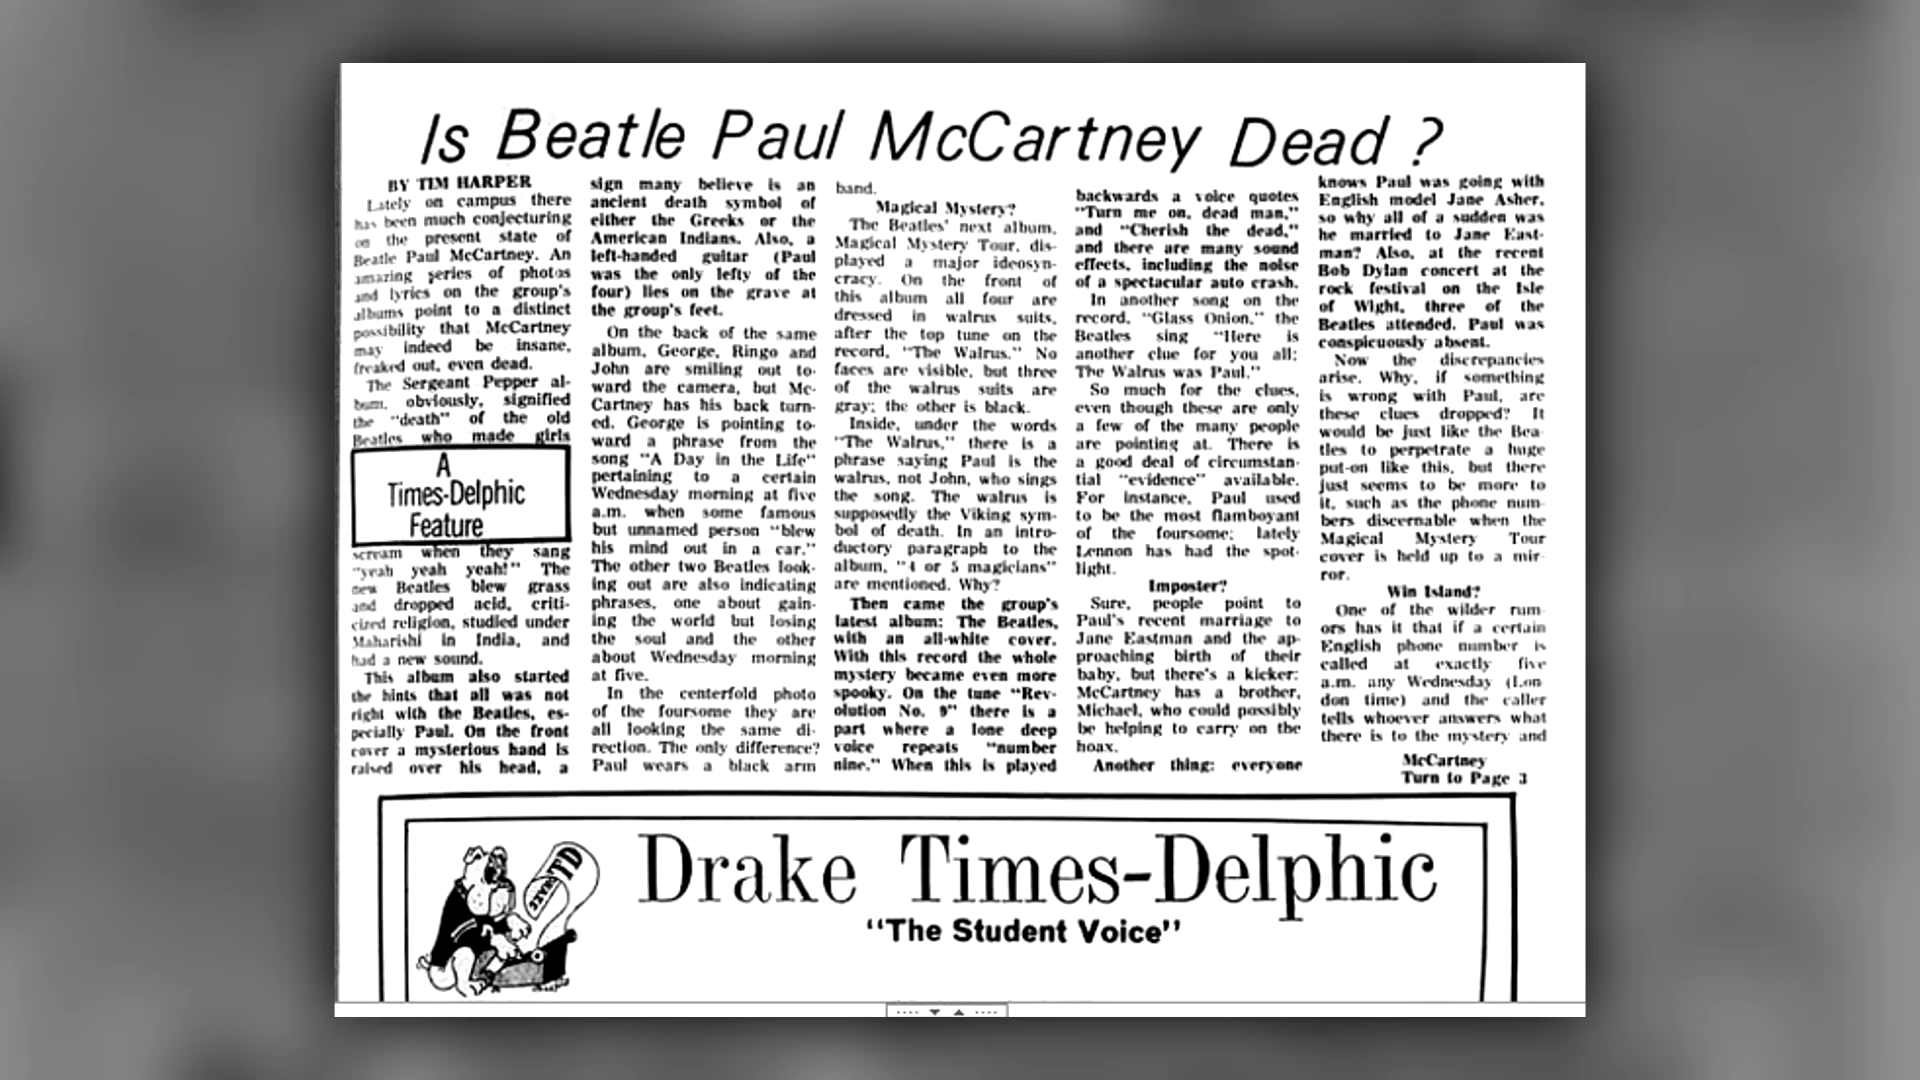 Is Beatle Paul McCartney Dead ?
BY TIM HARPER
Lately on campus there
has been much conjecturing
on the present state of
Beatle Paul McCartney. An
amazing series of photos
and lyrics on the group's
albums point to a distinct
possibility that McCartney
may indeed be insane,
freaked out, even dead.
The Sergeant Pepper al-
bum, obviously, signified
the "death" of the old
Beatles who made girls
A
Times-Delphic
Feature
scream when they sang
"yeah yeah yeah!" The
new Beatles blew grass
and dropped acid, criti-
cized religion, studied under
Maharishi in India, and
had a new sound.
This album also started
the hints that all was not
right with the Beatles, es-
pecially Paul. On the front
cover a mysterious hand is
raised over his head, a
sign many believe is an
ancient death symbol of
either the Greeks or the
American Indians. Also, a
left-handed guitar (Paul
was the only lefty of the
four) lies on the grave at
the group's feet.
On the back of the same
album, George, Ringo and
John are smiling out to-
ward the camera, but Mc-
Cartney has his back turn-
ed. George is pointing to-
ward a phrase from the
song "A Day in the Life"
pertaining to a certain
Wednesday morning at five
a.m. when some famous
but unnamed person "blew
his mind out in a car."
The other two Beatles look-
ing out are also indicating
phrases, one about gain-
ing the world but losing
the soul and the other
about Wednesday morning
at five.
In the centerfold photo
of the foursome they are
all looking the same di-
rection. The only difference?
Paul wears a black arm
band.
Magical Mystery?
The Beatles' next album,
Magical Mystery Tour, dis-
played a major ideosyn-
cracy. On the front of
this album all four are
dressed in walrus suits,
after the top tune on the
record, "The Walrus." No
faces are visible, but three
of the walrus suits are
gray; the other is black.
Inside, under the words
"The Walrus," there is a
phrase saying Paul is the
walrus, not John, who sings
the song. The walrus is
supposedly the Viking sym-
bol of death. In an intro-
ductory paragraph to the
album, "4 or 5 magicians"
are mentioned. Why?
Then came the group's
latest album: The Beatles,
with an all-white cover.
With this record the whole
mystery became even more
spooky. On the tune "Rev-
olution No. 9" there is a
part where a lone deep
voice repeats "number
nine." When this is played
backwards a voice quotes
"Turn me on, dead man,"
and "Cherish the dead,"
and there are many sound
effects, including the noise
of a spectacular auto crash.
In another song on the
record, "Glass Onion," the
Beatles sing "Here is
another clue for you all;
The Walrus was Paul."
So much for the clues,
even though these are only
a few of the many people
are pointing at. There is
a good deal of circumstan-
tial "evidence" available.
For instance, Paul used
to be the most flamboyant
of the foursome; lately
Lennon has had the spot-
light.
Imposter?
Sure, people point to
Paul's recent marriage to
Jane Eastman and the ap-
proaching birth of their
baby, but there's a kicker:
McCartney has a brother,
Michael, who could possibly
be helping to carry on the
hoax.
Another thing: everyone
knows Paul was going with
English model Jane Asher,
so why all of a sudden was
he married to Jane East-
man? Also, at the recent
Bob Dylan concert at the
rock festival on the Isle
of Wight, three of the
Beatles attended. Paul was
conspicuously absent.
Now the discrepancies
arise. Why, if something
is wrong with Paul, are
these clues dropped? It
would be just like the Bea-
tles to perpetrate a huge
put-on like this, but there
just seems to be more to
it, such as the phone num-
bers discernable when the
Magical Mystery Tour
cover is held up to a mir-
ror.
Win Island?
One of the wilder rum-
ors has it that if a certain
English phone number is
called at exactly five
a.m. any Wednesday (Lon-
don time) and the caller
tells whoever answers what
there is to the mystery and
McCartney
Turn to Page 3
TD
Drake Times-Delphic
"The Student Voice"